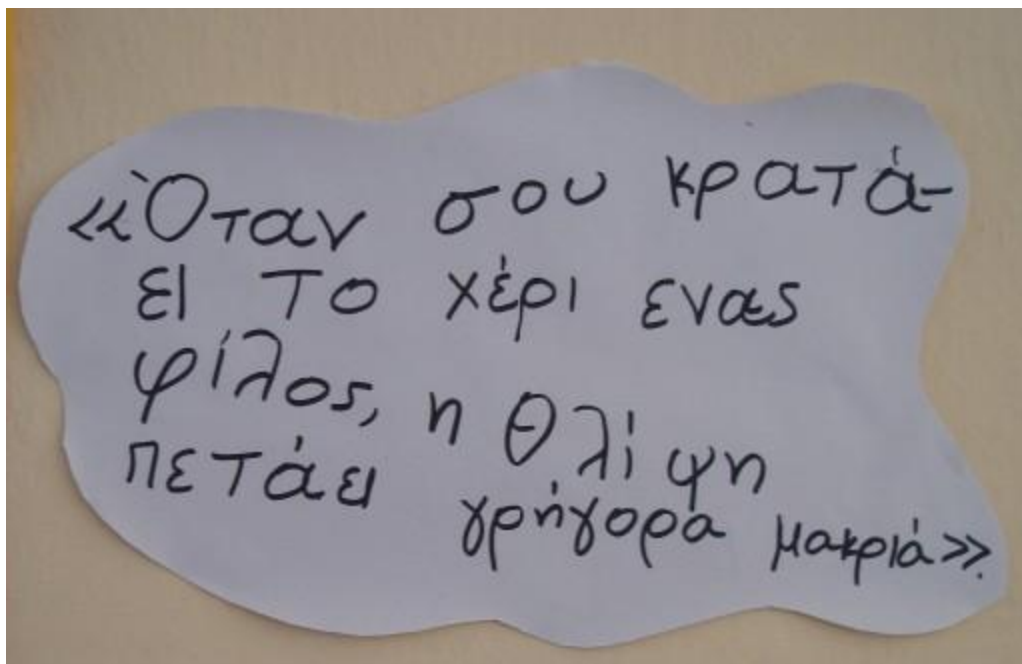 «Όταν σου κρατά-
ει το χέρι ενας
φίλος, η θλίψη
πετάει γρήγορα μακριά».